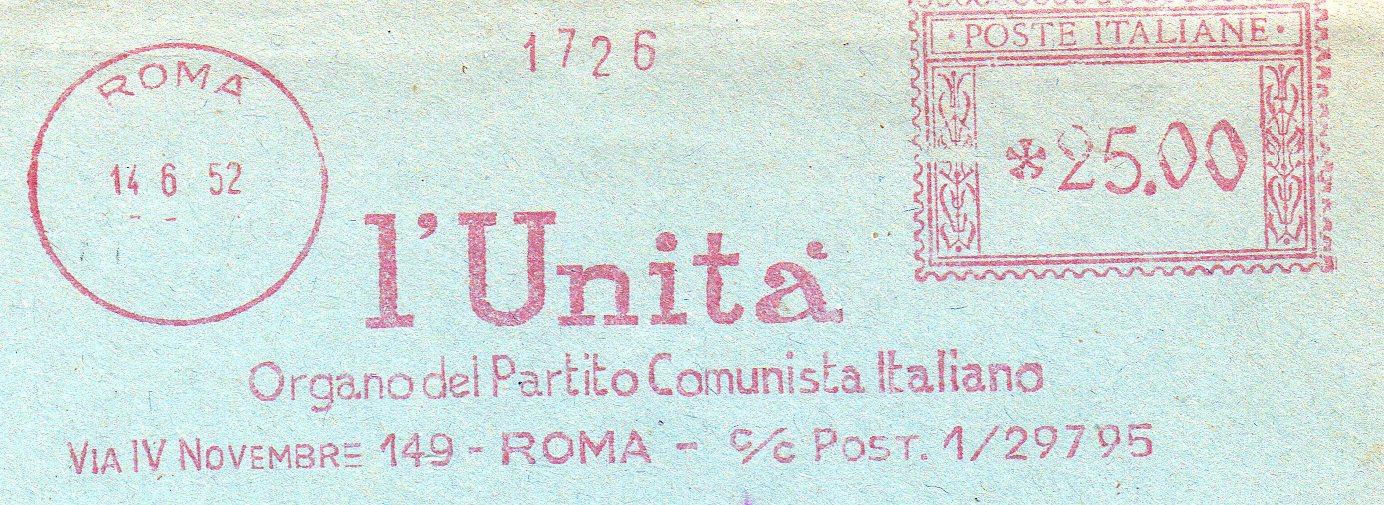 ROMA
14 6 52
1726
· POSTE ITALIANE ·
*25.00
l'Unità
Organo del Partito Comunista Italiano
VIA IV NOVEMBRE 149 - ROMA - c/c POST. 1/29795